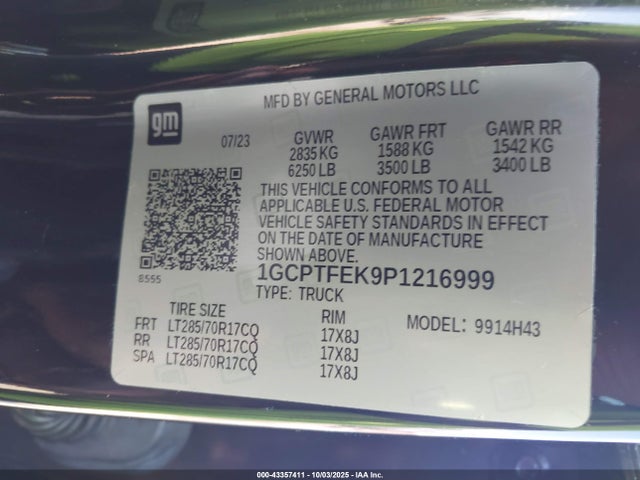 MFD BY GENERAL MOTORS LLC
gm
07/23
GVWR GAWR FRT GAWR RR
2835 KG 1588 KG 1542 KG
6250 LB 3500 LB 3400 LB
THIS VEHICLE CONFORMS TO ALL
APPLICABLE U.S. FEDERAL MOTOR
VEHICLE SAFETY STANDARDS IN EFFECT
ON THE DATE OF MANUFACTURE
SHOWN ABOVE.
8555
1GCPTFEK9P1216999
TYPE: TRUCK
TIRE SIZE RIM
FRT LT285/70R17CQ 17X8J
RR LT285/70R17CQ 17X8J
SPA LT285/70R17CQ 17X8J
MODEL: 9914H43
000-43357411 - 10/03/2025 - IAA Inc.